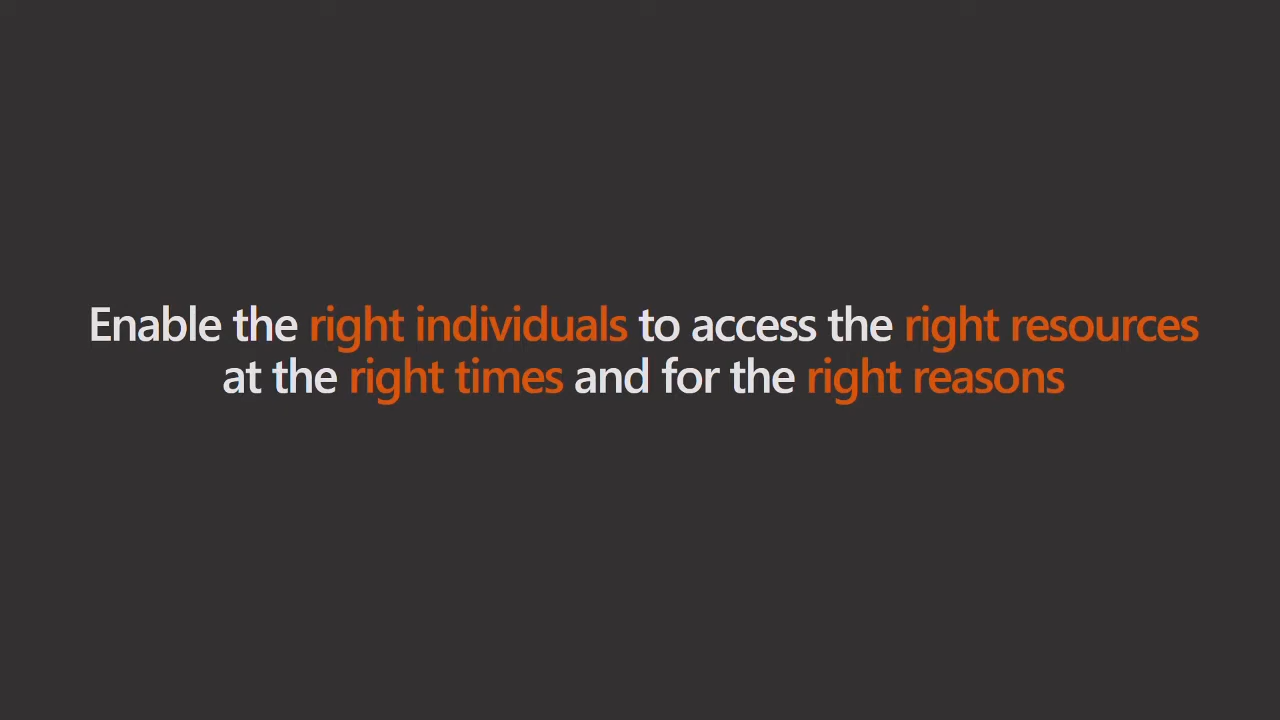 Enable the right individuals to access the right resources
at the right times and for the right reasons